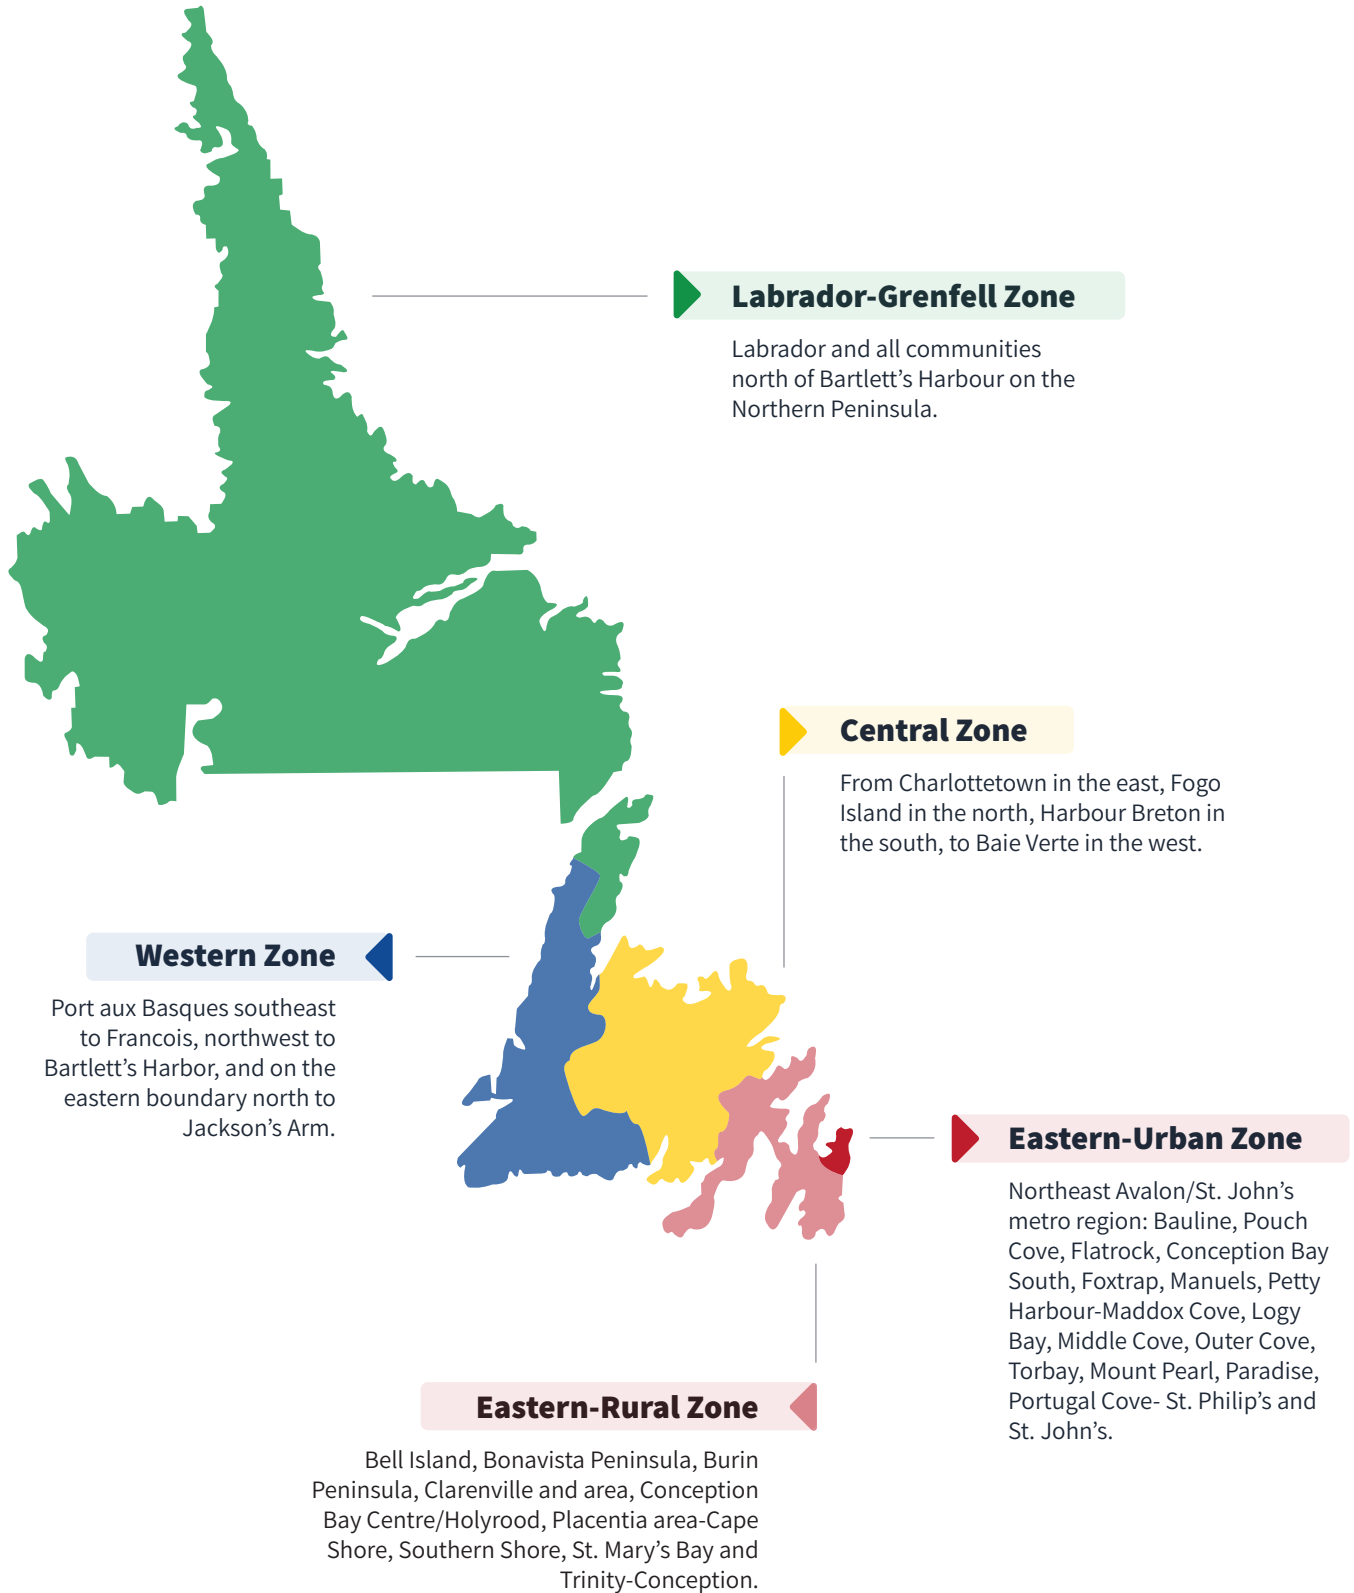 Labrador-Grenfell Zone
Labrador and all communities
north of Bartlett’s Harbour on the
Northern Peninsula.
Central Zone
From Charlottetown in the east, Fogo
Island in the north, Harbour Breton in
the south, to Baie Verte in the west.
Western Zone
Port aux Basques southeast
to Francois, northwest to
Bartlett’s Harbor, and on the
eastern boundary north to
Jackson’s Arm.
Eastern-Urban Zone
Northeast Avalon/St. John’s
metro region: Bauline, Pouch
Cove, Flatrock, Conception Bay
South, Foxtrap, Manuels, Petty
Harbour-Maddox Cove, Logy
Bay, Middle Cove, Outer Cove,
Torbay, Mount Pearl, Paradise,
Portugal Cove- St. Philip’s and
St. John’s.
Eastern-Rural Zone
Bell Island, Bonavista Peninsula, Burin
Peninsula, Clarenville and area, Conception
Bay Centre/Holyrood, Placentia area-Cape
Shore, Southern Shore, St. Mary’s Bay and
Trinity-Conception.